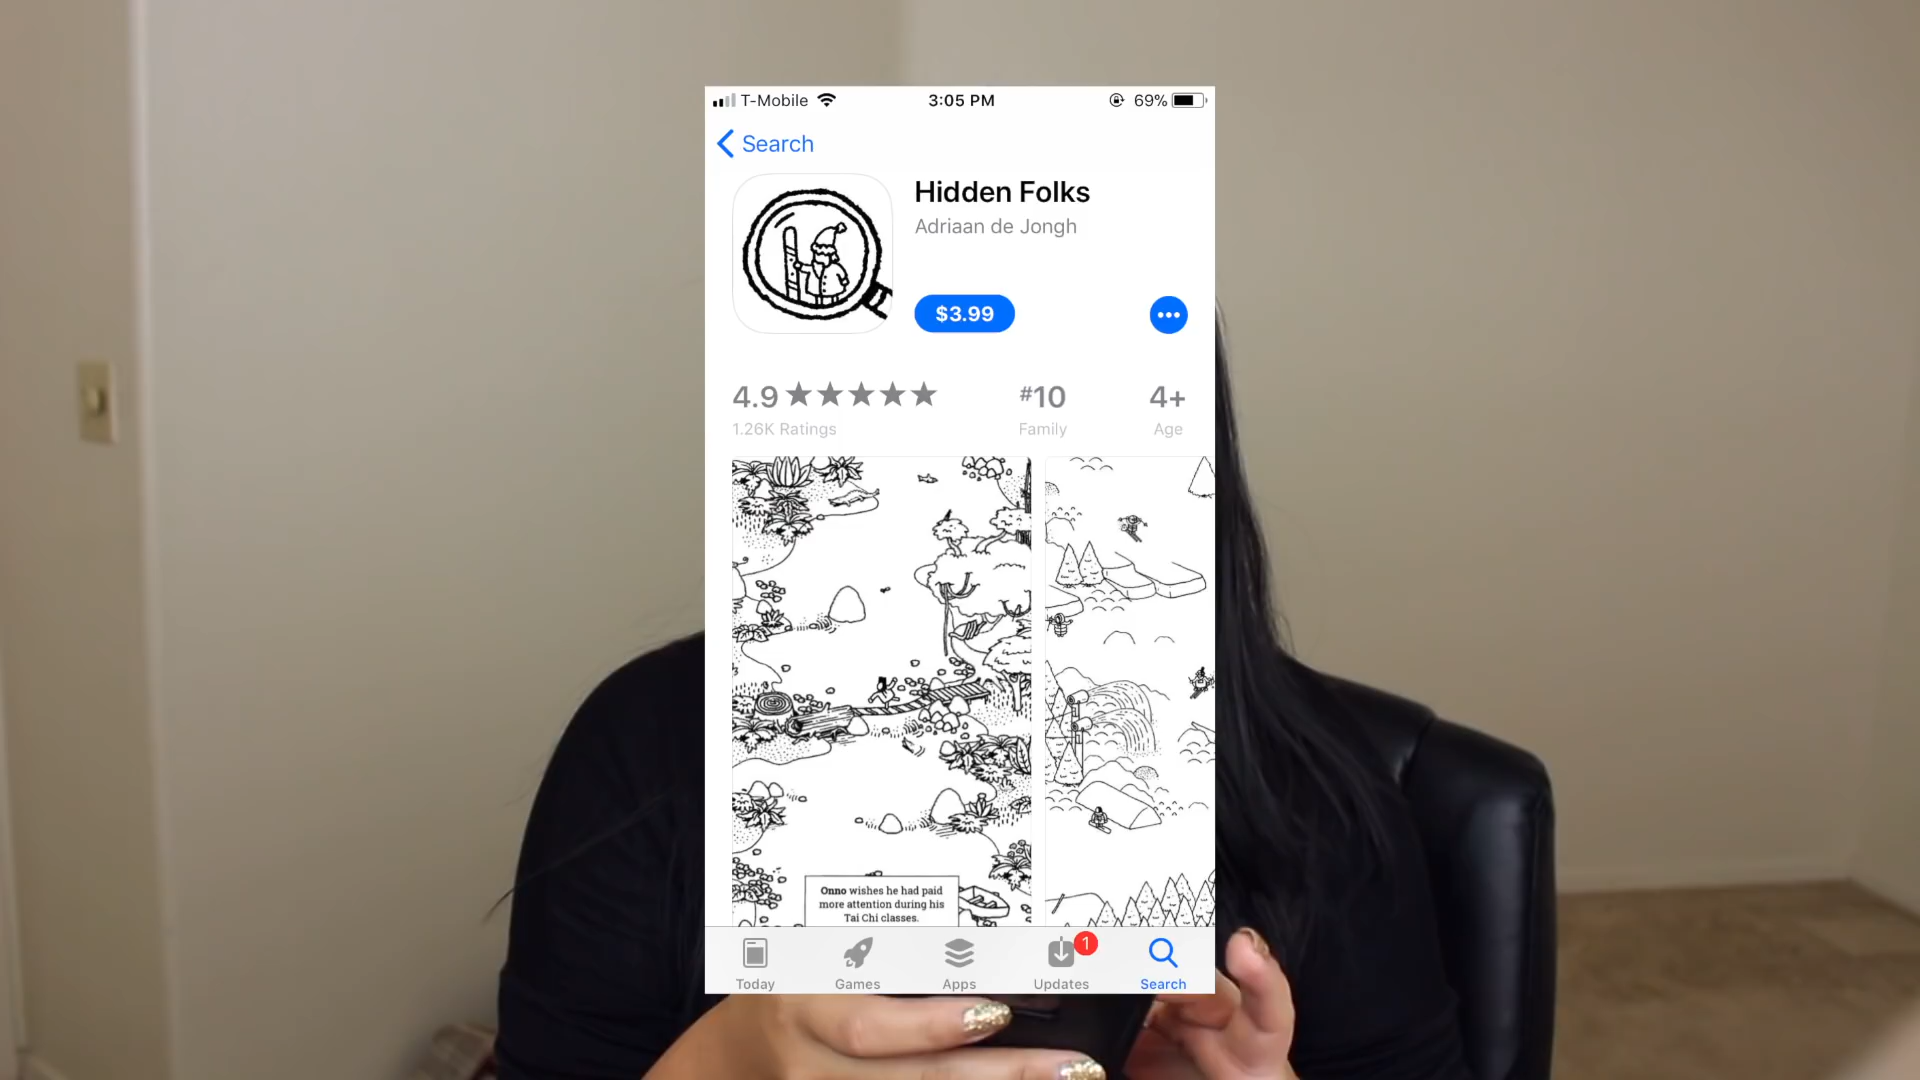 T-Mobile 3:05 PM 69%
Search
Hidden Folks
Adriaan de Jongh
$3.99
4.9 #10 4+
1.26K Ratings Family Age
Onno wishes he had paid
more attention during his
Tai Chi classes.
1
Today Games Apps Updates Search